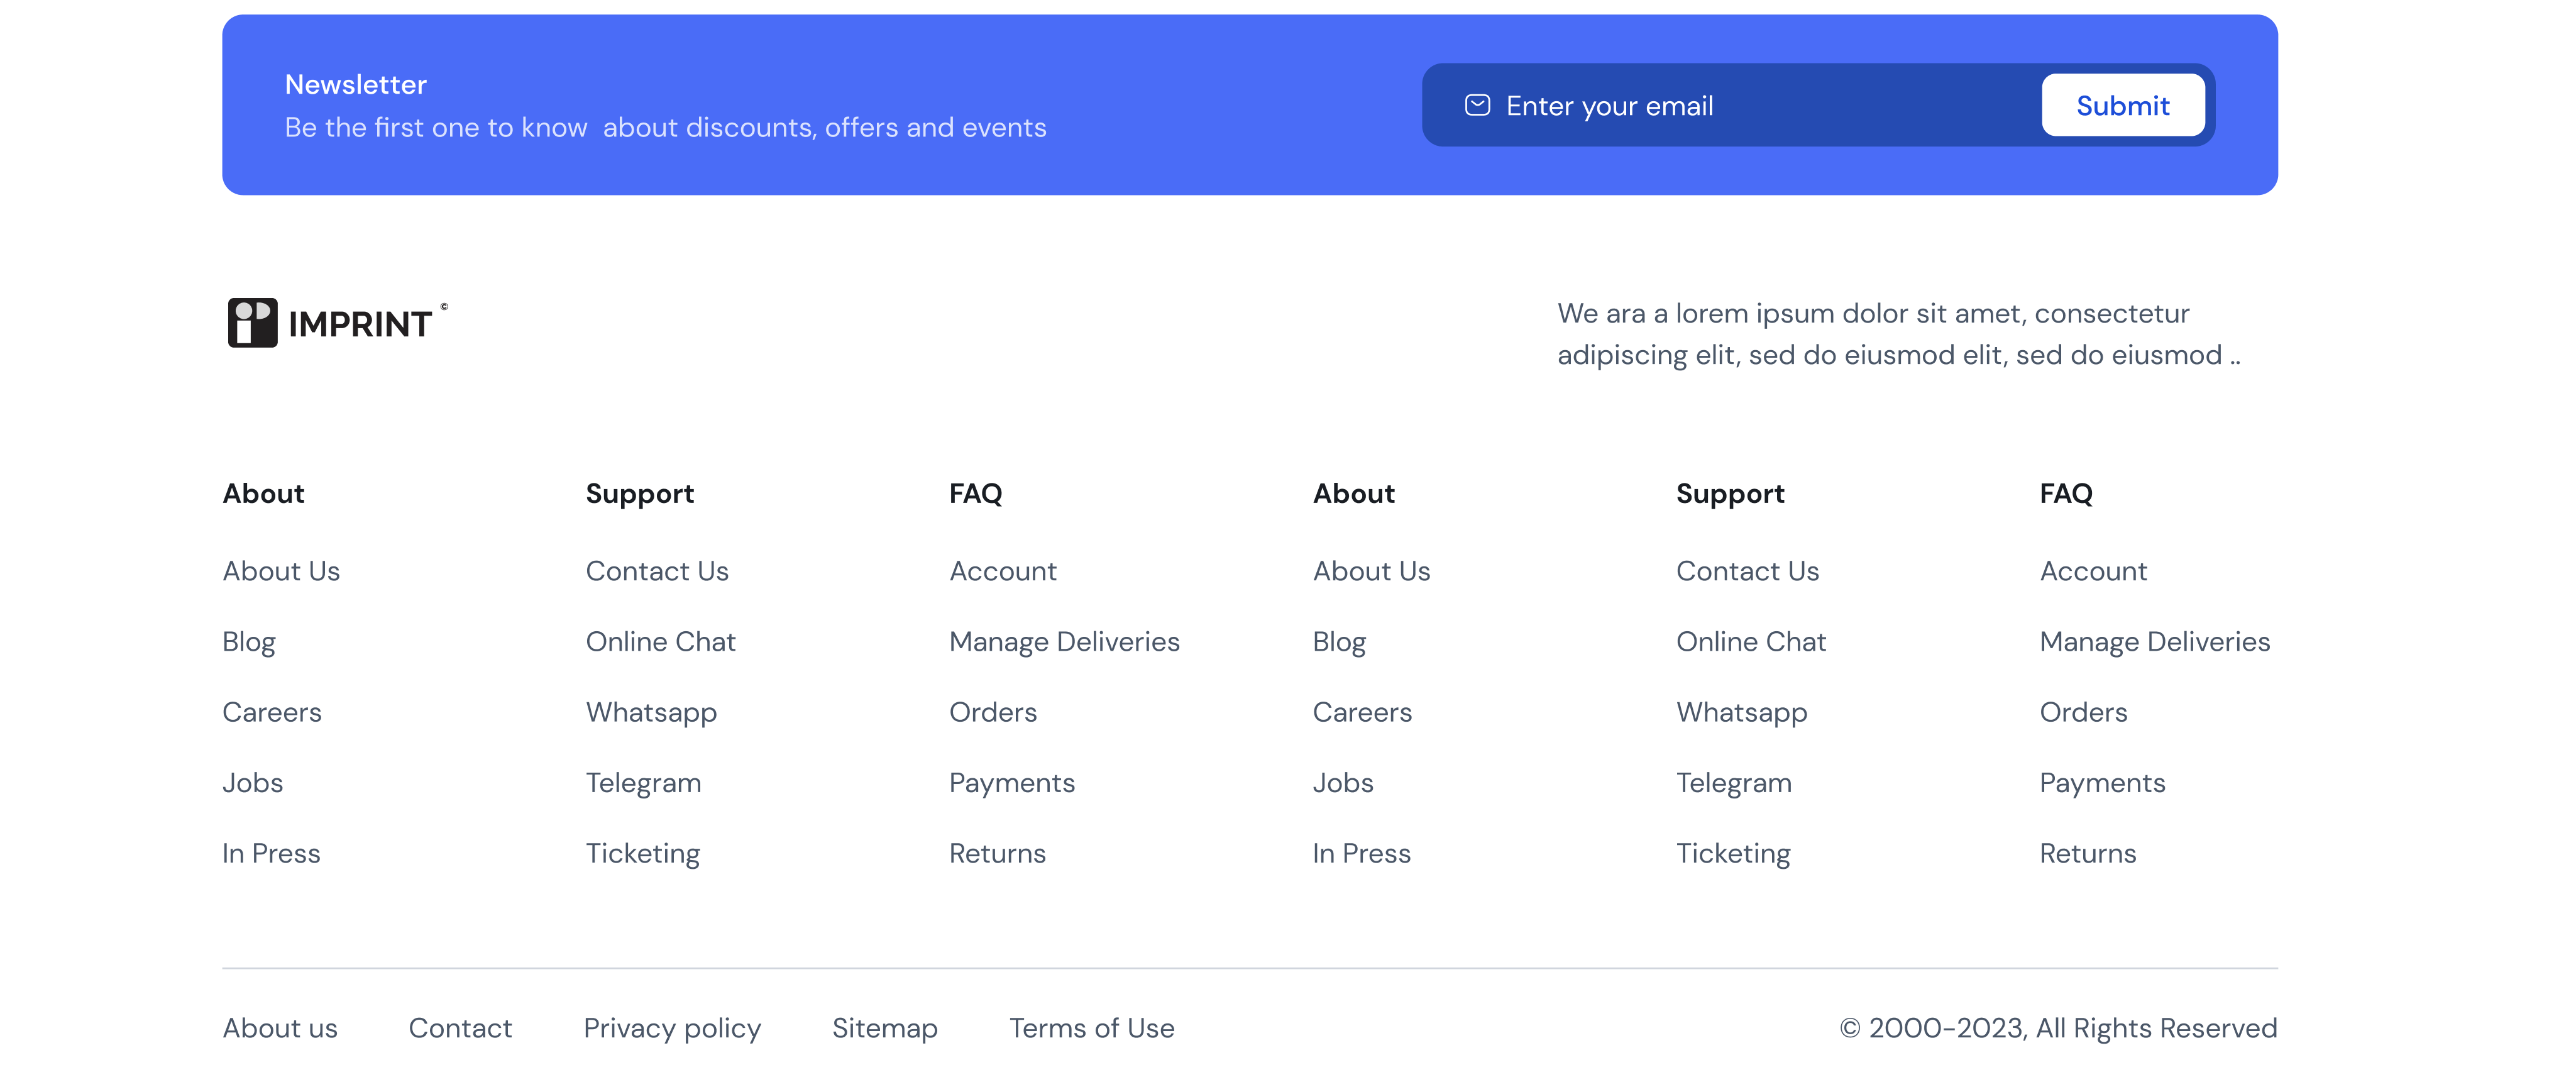 Newsletter
Be the first one to know  about discounts, offers and events
Enter your email
Submit
IMPRINT ©
We ara a lorem ipsum dolor sit amet, consectetur
adipiscing elit, sed do eiusmod elit, sed do eiusmod ..
About
About Us
Blog
Careers
Jobs
In Press
Support
Contact Us
Online Chat
Whatsapp
Telegram
Ticketing
FAQ
Account
Manage Deliveries
Orders
Payments
Returns
About
About Us
Blog
Careers
Jobs
In Press
Support
Contact Us
Online Chat
Whatsapp
Telegram
Ticketing
FAQ
Account
Manage Deliveries
Orders
Payments
Returns
About us
Contact
Privacy policy
Sitemap
Terms of Use
© 2000-2023, All Rights Reserved